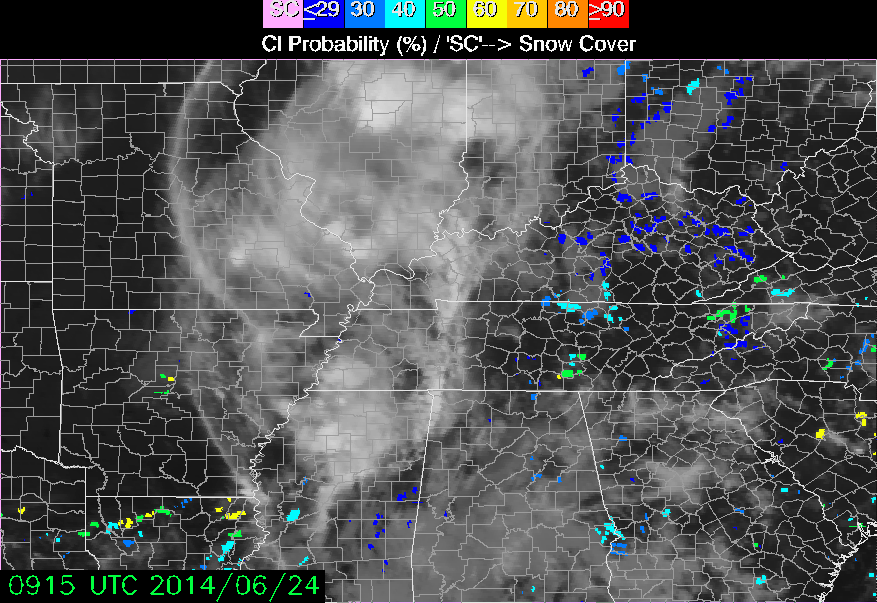 SC ≤29 30 40 50 60 70 80 ≥90
CI Probability (%) / 'SC'--> Snow Cover
0915 UTC 2014/06/24